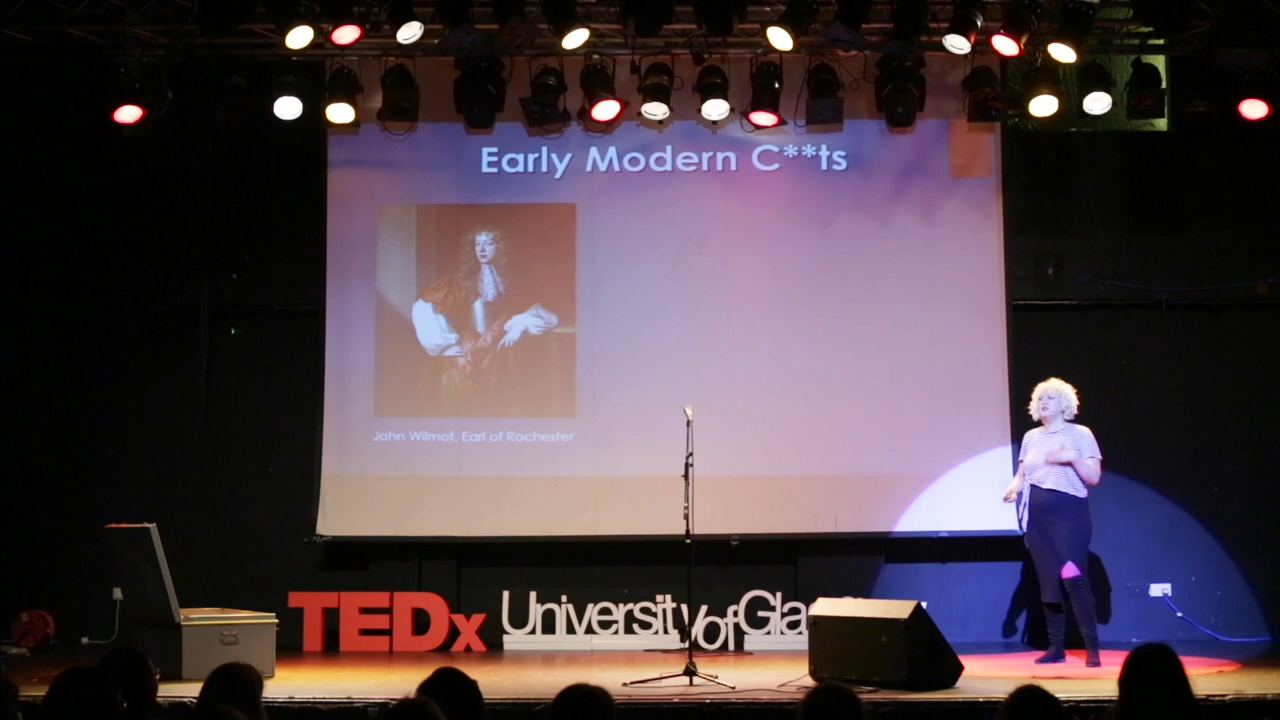 Early Modern C**ts
John Wilmot, Earl of Rochester
TEDx UniversityofGla